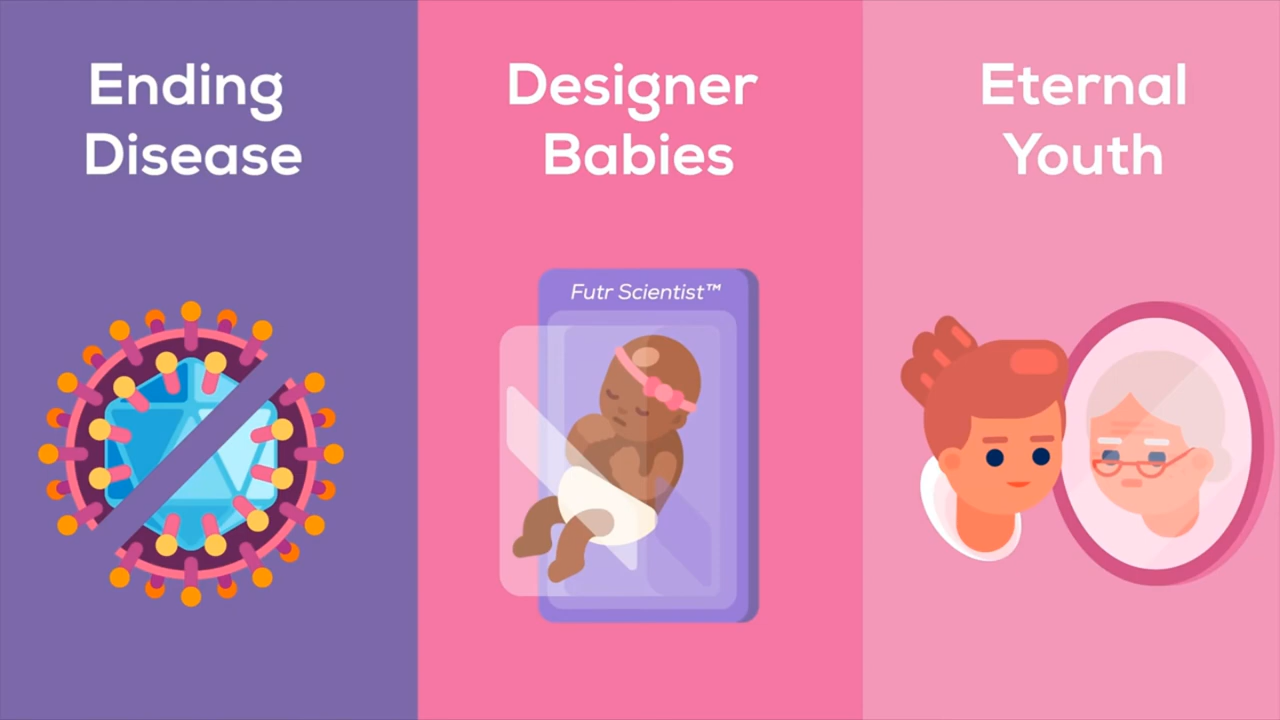 Ending
Disease
Designer
Babies
Futr Scientist™
Eternal
Youth